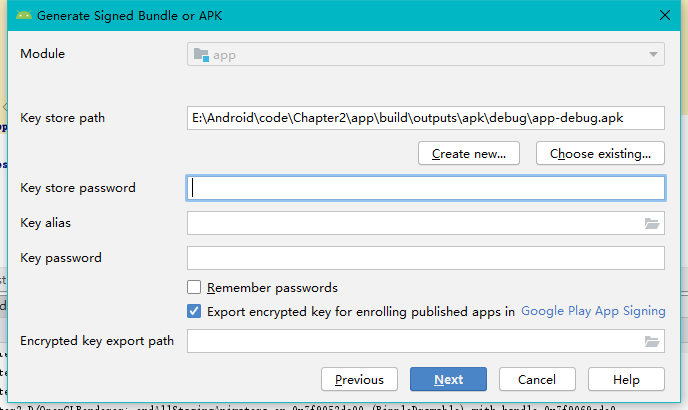 Generate Signed Bundle or APK
Module
app
Key store path
E:\Android\code\Chapter2\app\build\outputs\apk\debug\app-debug.apk
Create new...
Choose existing...
Key store password
Key alias
Key password
Remember passwords
Export encrypted key for enrolling published apps in Google Play App Signing
Encrypted key export path
Previous
Next
Cancel
Help